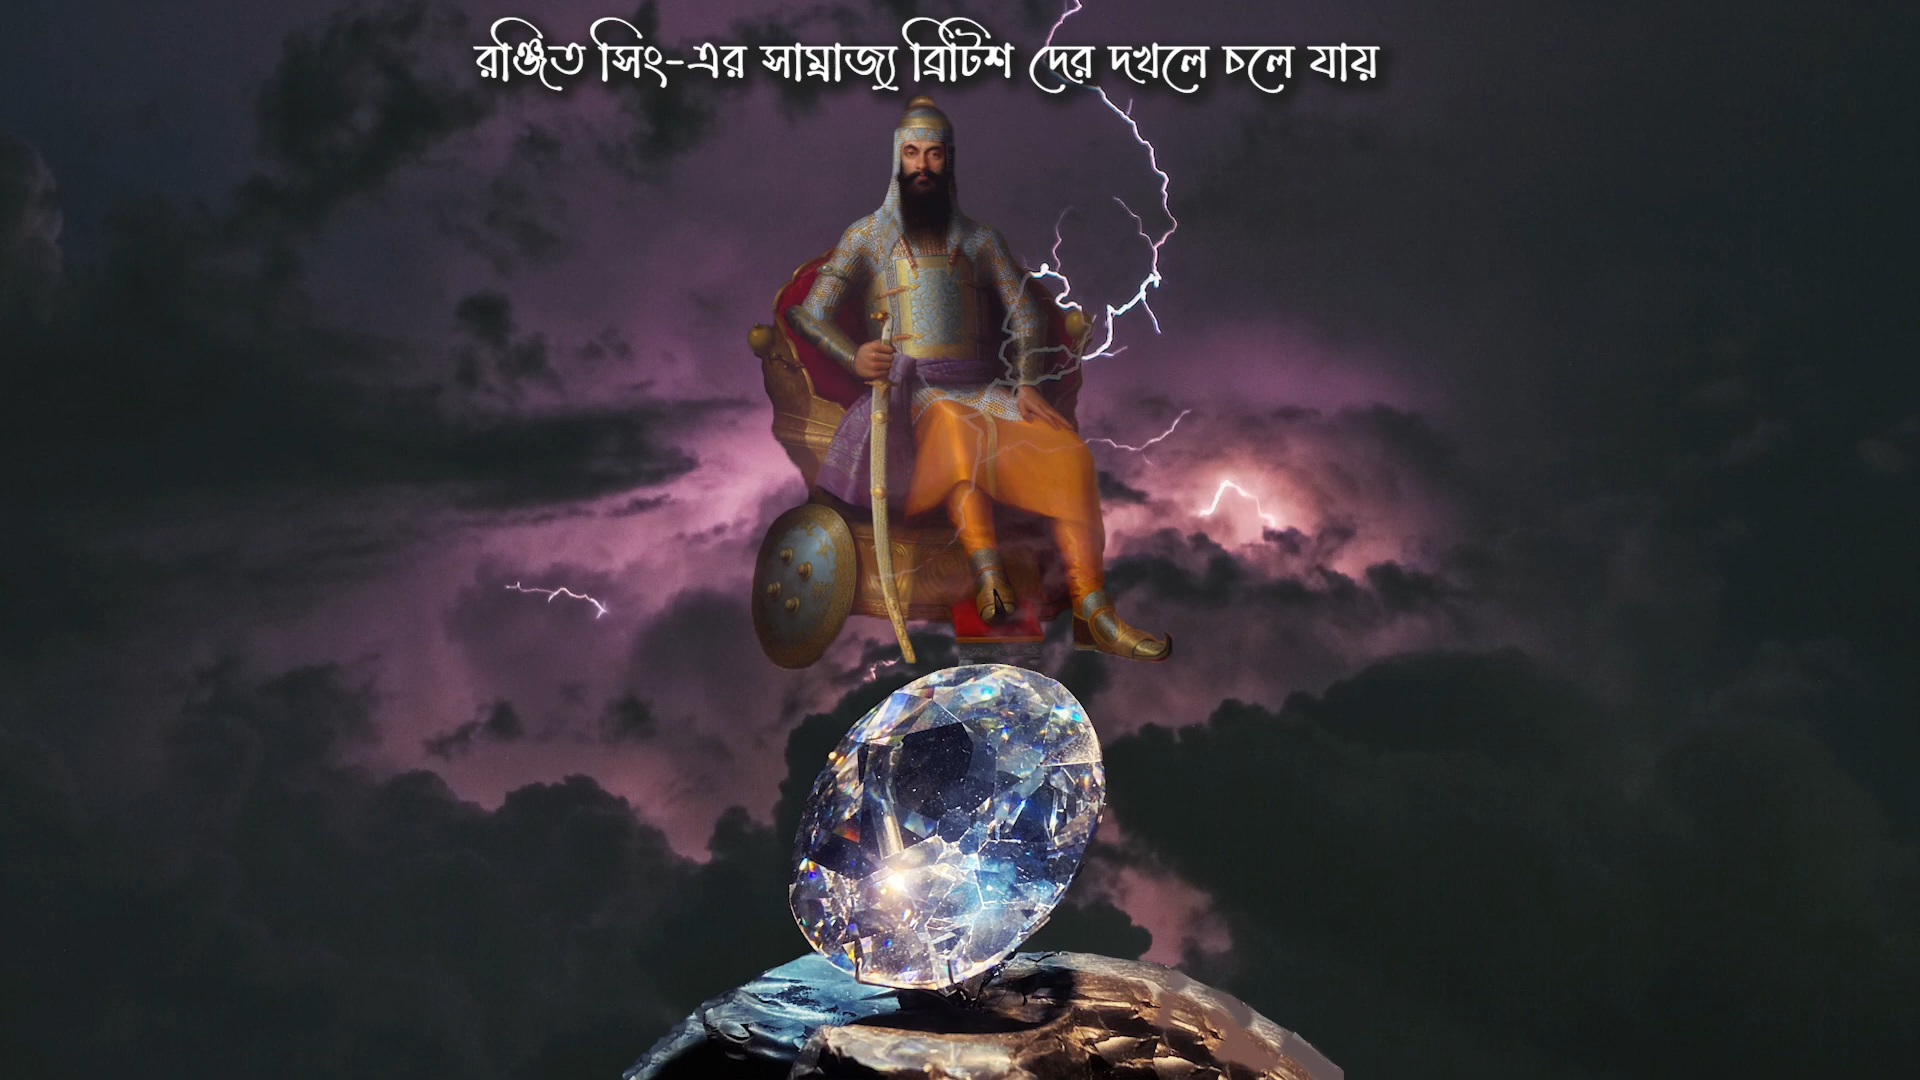 রঞ্জিত সিং-এর সাম্রাজ্য ব্রিটিশ দের দখলে চলে যায়